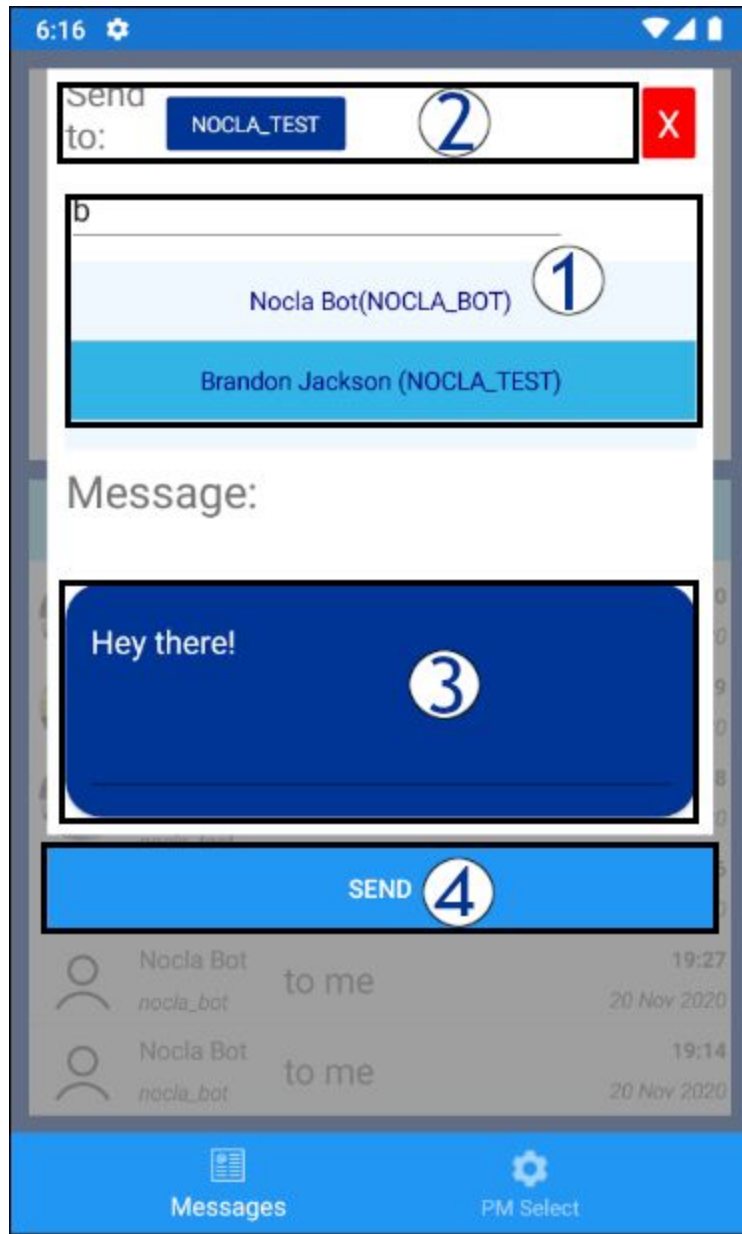 6:16
Send
to:
NOCLA_TEST
2
X
b
Nocla Bot(NOCLA_BOT)
1
Brandon Jackson (NOCLA_TEST)
Message:
Hey there!
3
SEND
4
Nocla Bot
nocla_bot
to me
19:27
20 Nov 2020
Nocla Bot
nocla_bot
to me
19:14
20 Nov 2020
Messages
PM Select